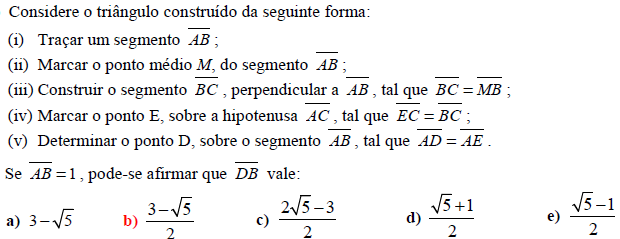 Considere o triângulo construído da seguinte forma:
(i) Traçar um segmento $\overline{AB}$ ;
(ii) Marcar o ponto médio M, do segmento $\overline{AB}$ ;
(iii) Construir o segmento $\overline{BC}$ , perpendicular a $\overline{AB}$ , tal que $\overline{BC} = \overline{MB}$ ;
(iv) Marcar o ponto E, sobre a hipotenusa $\overline{AC}$ , tal que $\overline{EC} = \overline{BC}$ ;
(v) Determinar o ponto D, sobre o segmento $\overline{AB}$ , tal que $\overline{AD} = \overline{AE}$ .
Se $\overline{AB} = 1$ , pode-se afirmar que $\overline{DB}$ vale:
a) $3-\sqrt{5}$ b) $\frac{3-\sqrt{5}}{2}$ c) $\frac{2\sqrt{5}-3}{2}$ d) $\frac{\sqrt{5}+1}{2}$ e) $\frac{\sqrt{5}-1}{2}$